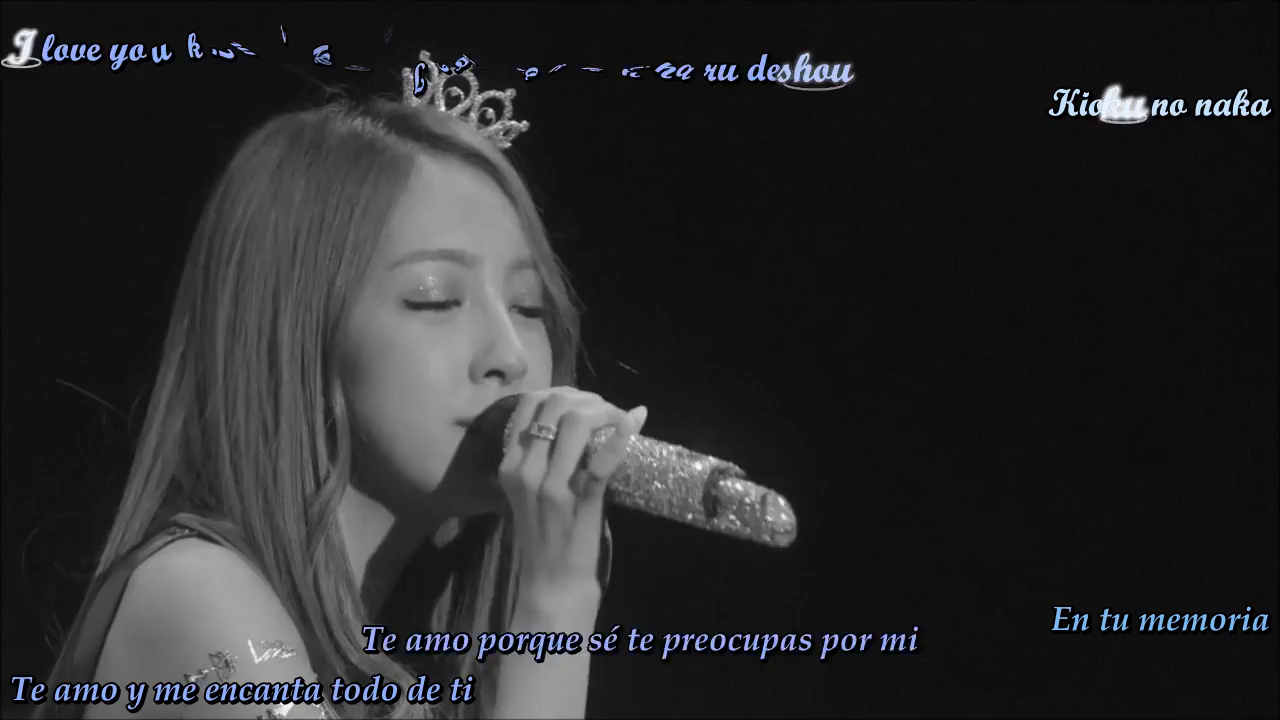 I love you
ru deshou
Kioku no naka
En tu memoria
Te amo porque sé te preocupas por mi
Te amo y me encanta todo de ti